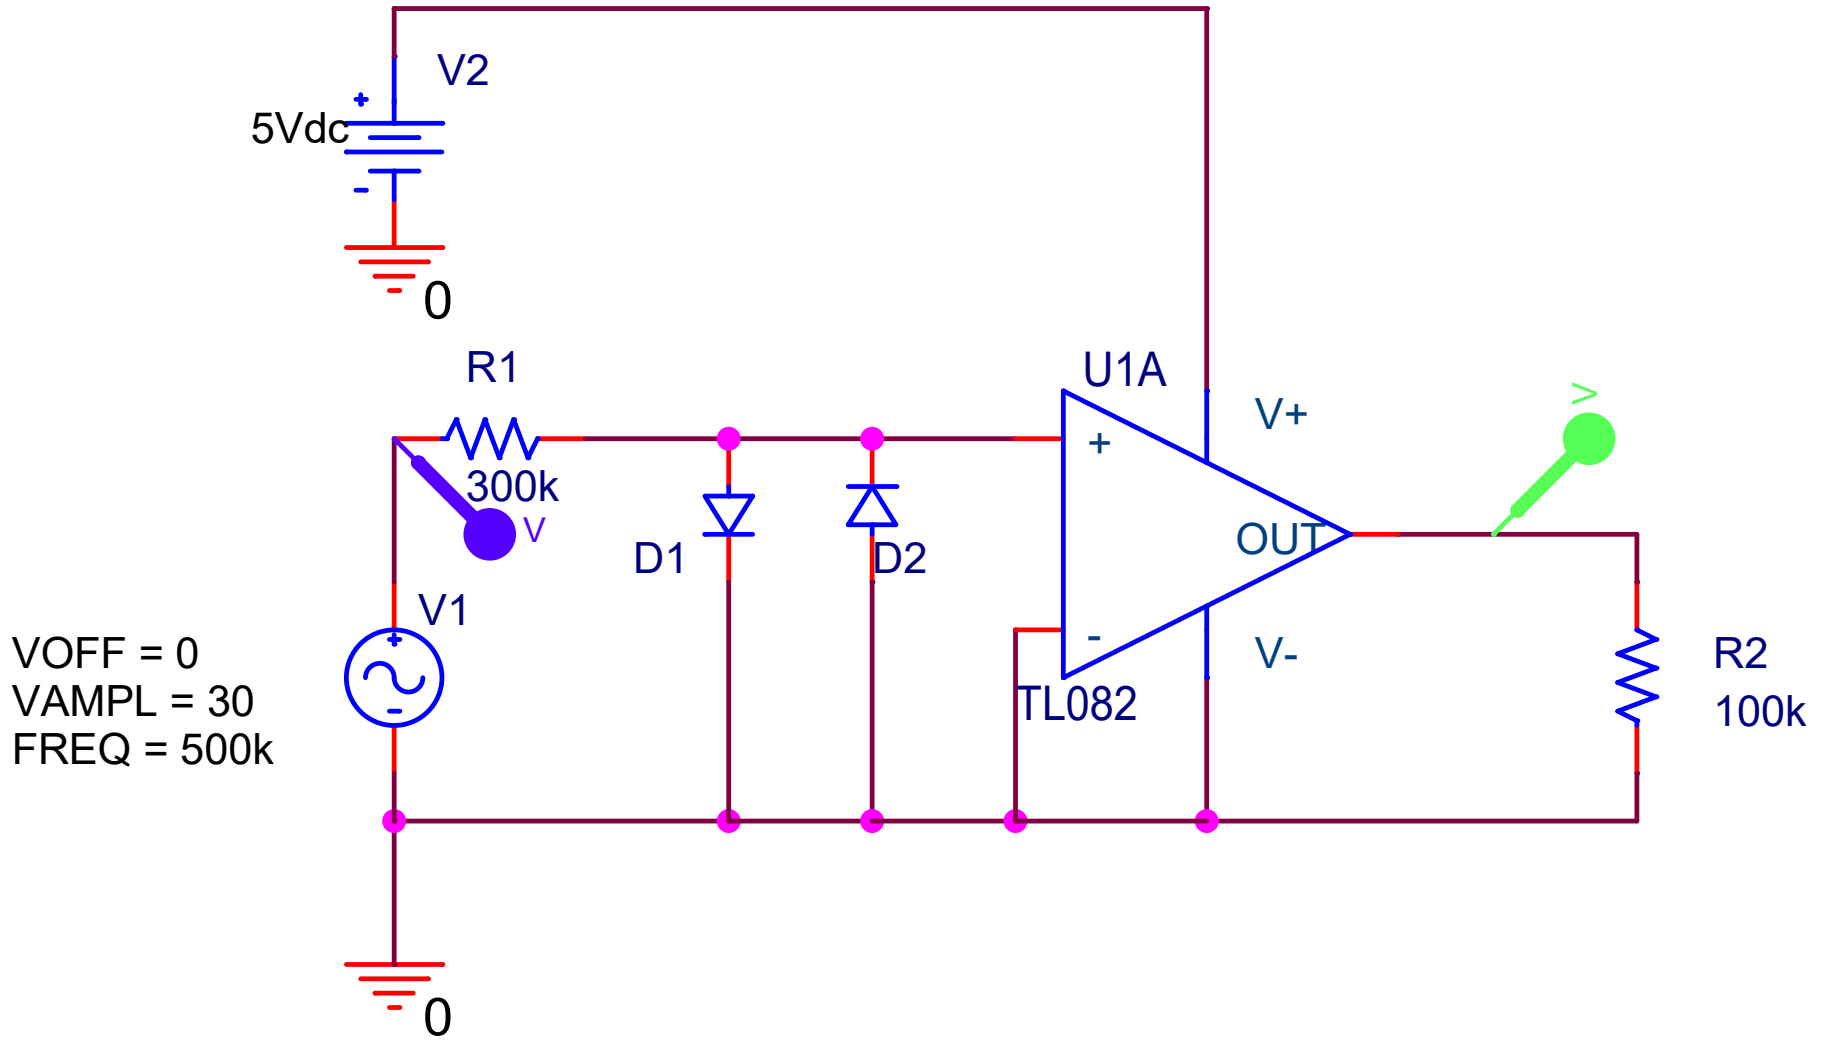 V2
+
5Vdc
-
0
R1
300k
V
U1A
V+
+
OUT
-
V-
TL082
V
D1
D2
V1
+
-
VOFF = 0
VAMPL = 30
FREQ = 500k
R2
100k
0